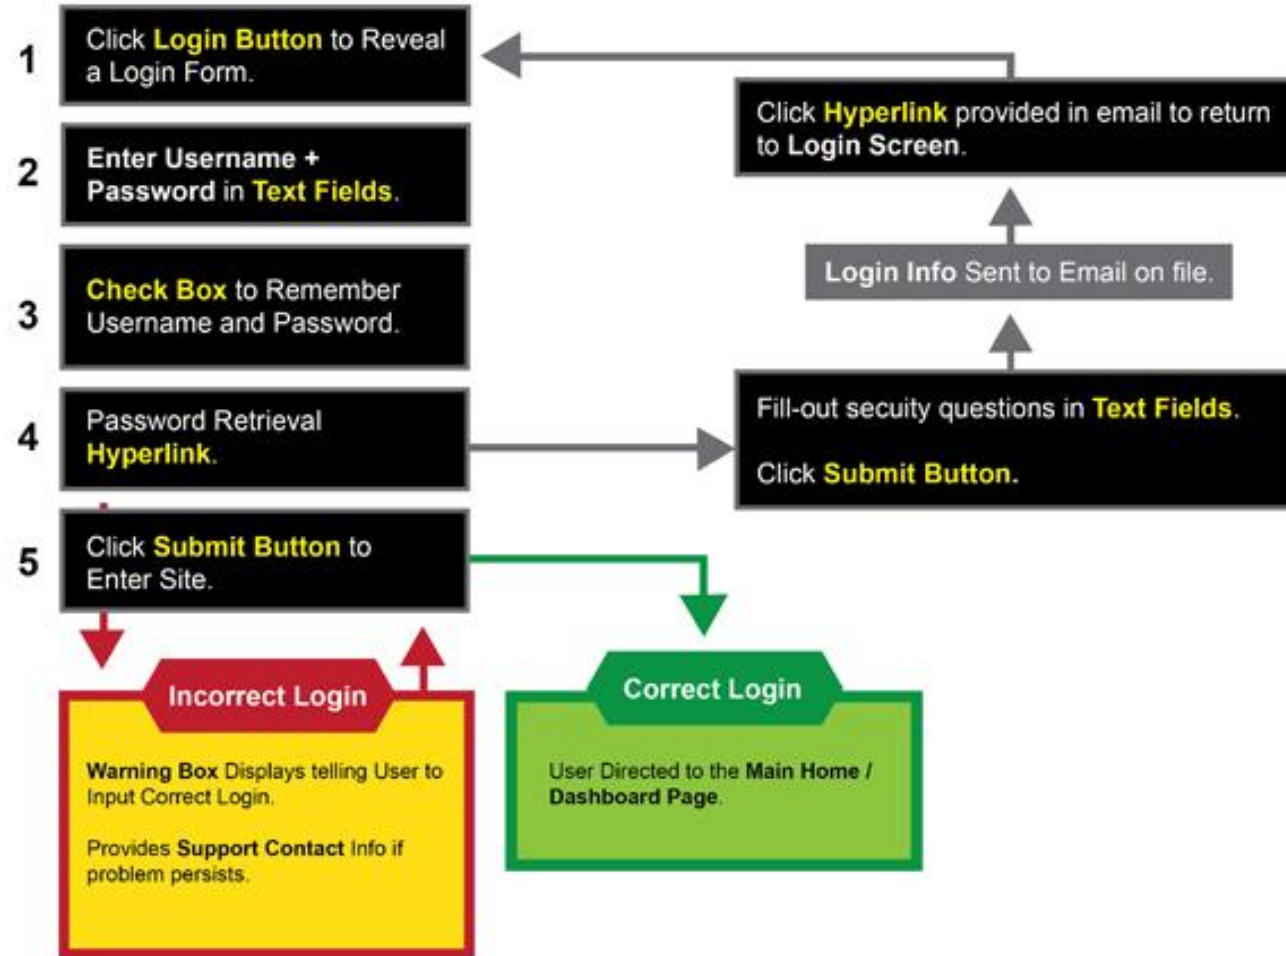 1
Click Login Button to Reveal
a Login Form.
2
Enter Username +
Password in Text Fields.
3
Check Box to Remember
Username and Password.
4
Password Retrieval
Hyperlink.
5
Click Submit Button to
Enter Site.
Click Hyperlink provided in email to return
to Login Screen.
Login Info Sent to Email on file.
Fill-out secuity questions in Text Fields.
Click Submit Button.
Incorrect Login
Warning Box Displays telling User to
Input Correct Login.
Provides Support Contact Info if
problem persists.
Correct Login
User Directed to the Main Home /
Dashboard Page.